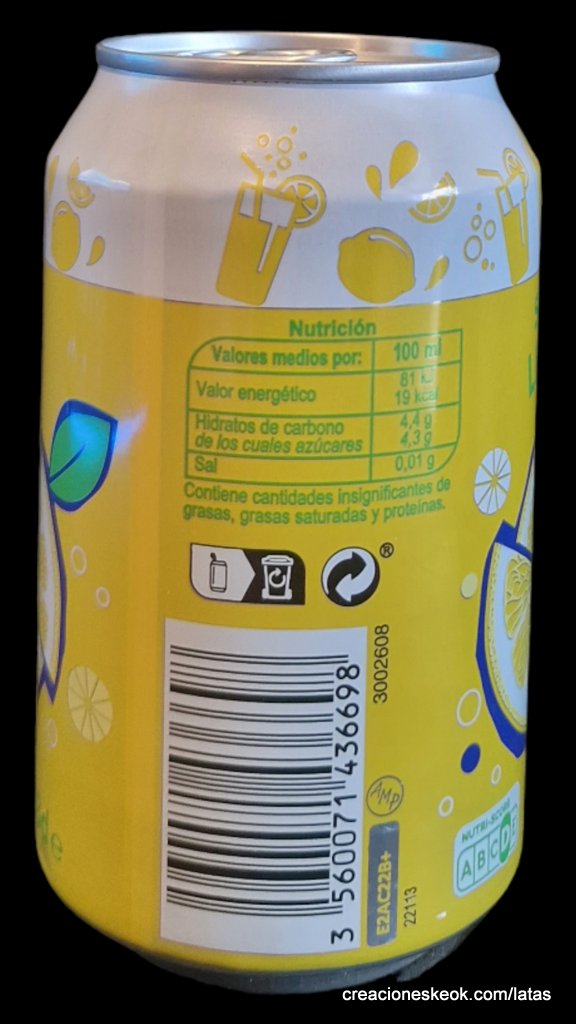 Nutrición
Valores medios por: 100 ml
Valor energético 81 kJ
19 kcal
Hidratos de carbono 4,4 g
de los cuales azúcares 4,3 g
Sal 0,01 g
Contiene cantidades insignificantes de
grasas, grasas saturadas y proteínas.
®
3002608
3 560071 436698
AMP
E2AC22B+
22113
NUTRI-SCORE
A B C D E
creacioneskeok.com/latas